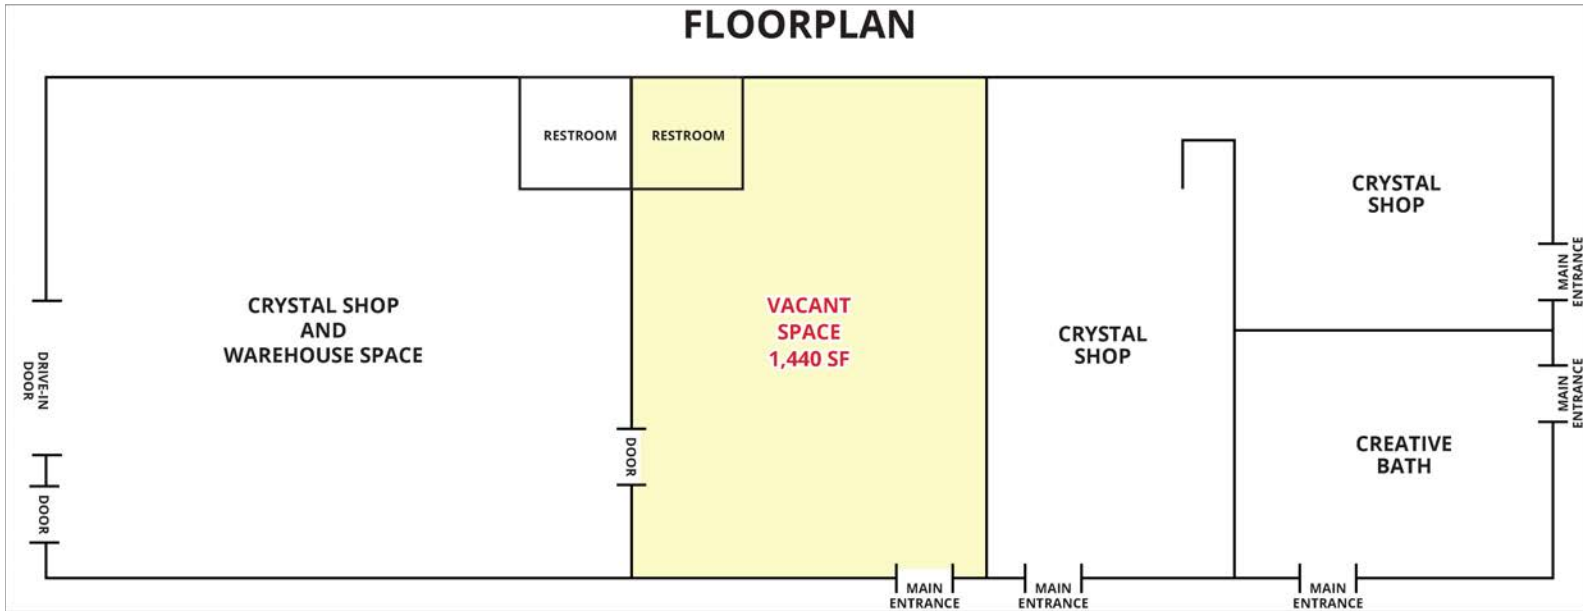 FLOORPLAN
RESTROOM
RESTROOM
CRYSTAL SHOP
AND
WAREHOUSE SPACE
VACANT
SPACE
1,440 SF
CRYSTAL
SHOP
CRYSTAL
SHOP
CREATIVE
BATH
DRIVE-IN
DOOR
DOOR
DOOR
MAIN
ENTRANCE
MAIN
ENTRANCE
MAIN
ENTRANCE
MAIN
ENTRANCE
MAIN
ENTRANCE